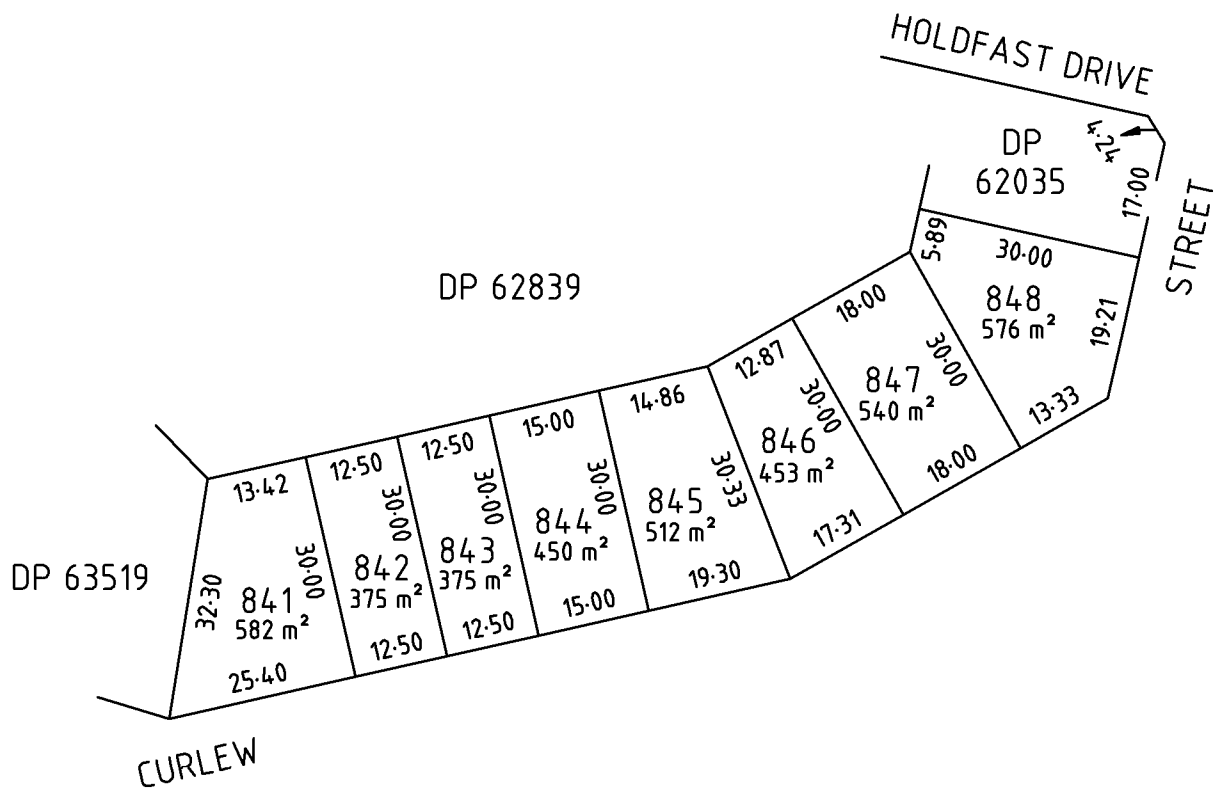 HOLDFAST DRIVE
4·24
DP
62035
17·00
STREET
5·89
30·00
848
576 m²
19·21
13·33
DP 62839
18·00
30·00
847
540 m²
18·00
12·87
30·00
846
453 m²
17·31
14·86
30·33
845
512 m²
19·30
15·00
30·00
844
450 m²
15·00
12·50
30·00
843
375 m²
12·50
12·50
30·00
842
375 m²
12·50
13·42
30·00
841
582 m²
32·30
25·40
DP 63519
CURLEW